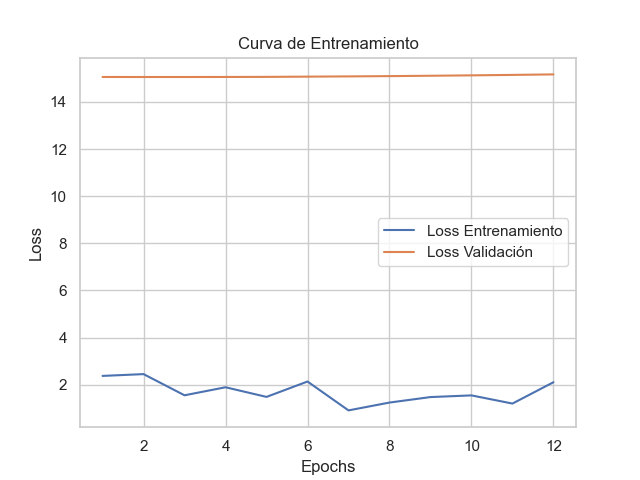 Curva de Entrenamiento
Loss
14
12
10
8
6
4
2
Loss Entrenamiento
Loss Validación
2 4 6 8 10 12
Epochs